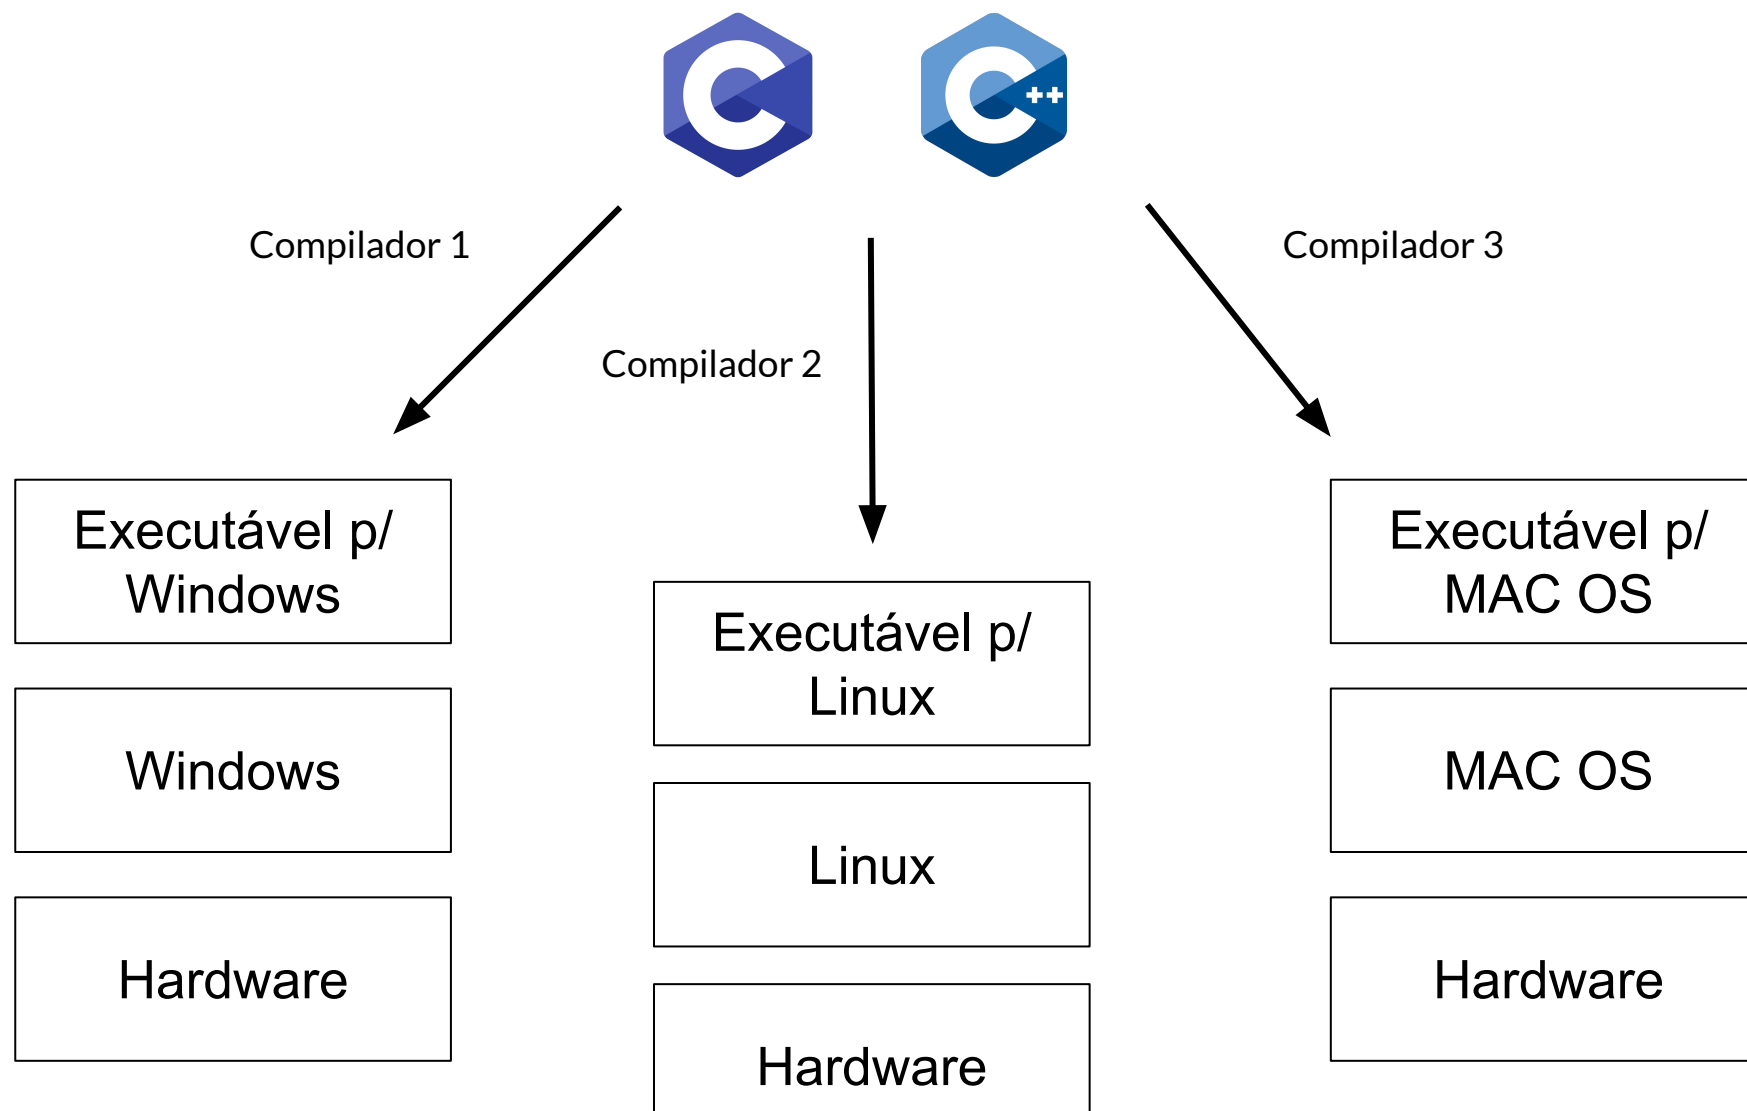 C
C++
Compilador 1
Compilador 3
Compilador 2
Executável p/
Windows
Executável p/
Linux
Executável p/
MAC OS
Windows
Linux
MAC OS
Hardware
Hardware
Hardware